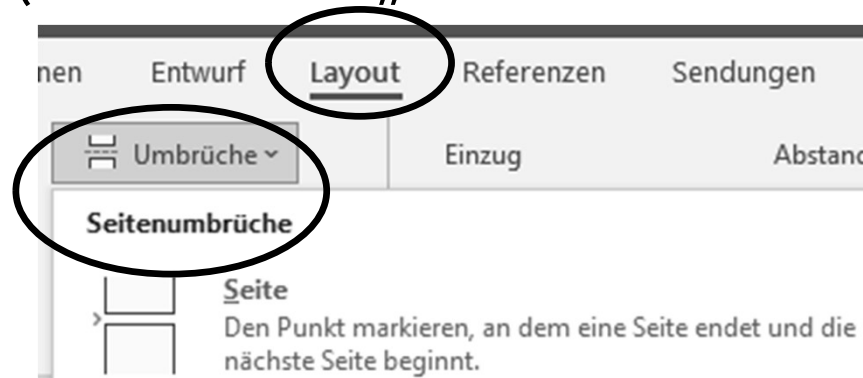 nen Entwurf Layout Referenzen Sendungen
Umbrüche Einzug Abstand
Seitenumbrüche
Seite
Den Punkt markieren, an dem eine Seite endet und die
nächste Seite beginnt.